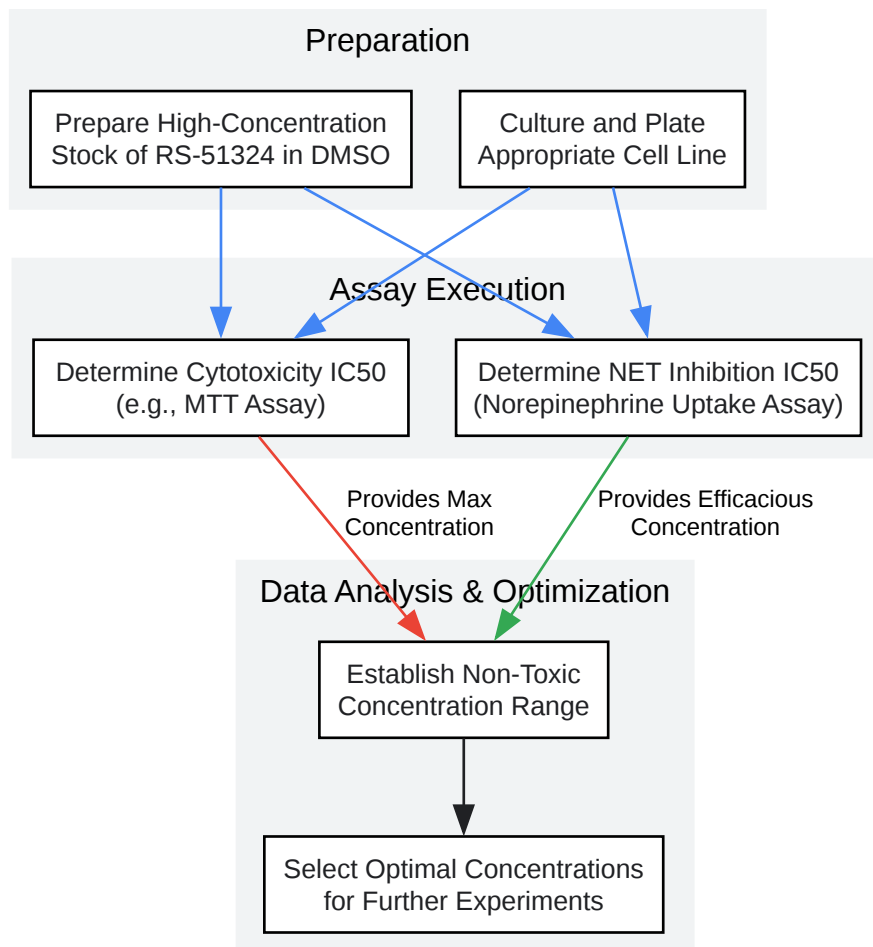 Preparation
Prepare High-Concentration
Stock of RS-51324 in DMSO
Culture and Plate
Appropriate Cell Line
Assay Execution
Determine Cytotoxicity IC50
(e.g., MTT Assay)
Determine NET Inhibition IC50
(Norepinephrine Uptake Assay)
Provides Max
Concentration
Provides Efficacious
Concentration
Data Analysis & Optimization
Establish Non-Toxic
Concentration Range
Select Optimal Concentrations
for Further Experiments